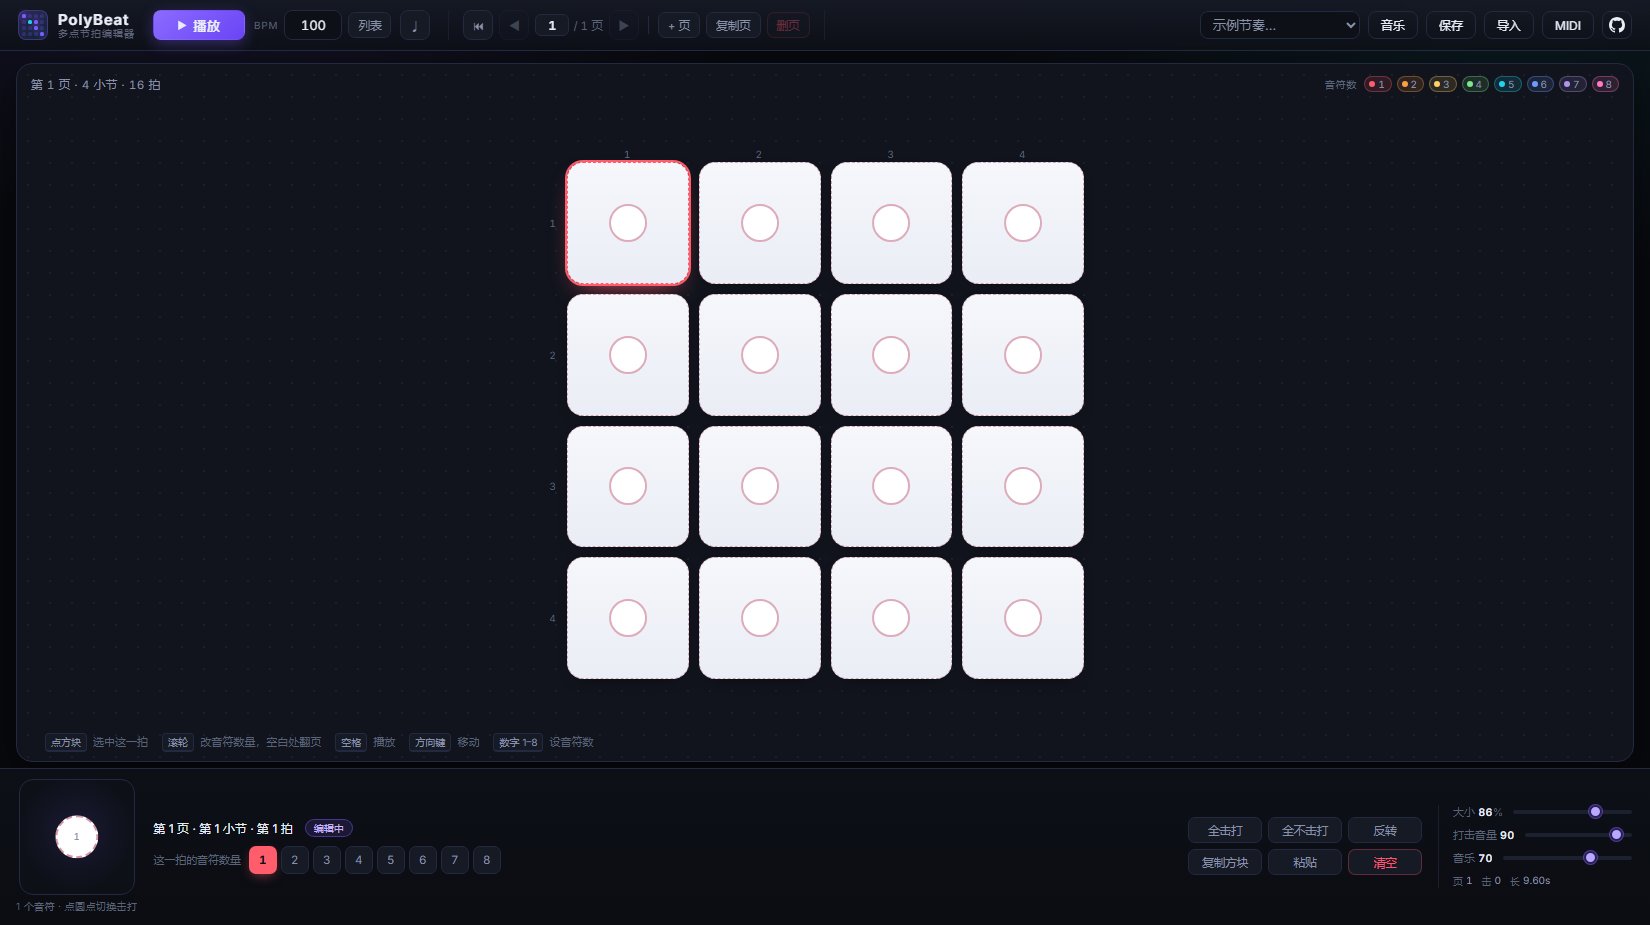 PolyBeat
多点节拍编辑器
播放
BPM 100 列表 ♩
1 / 1 页
+ 页 复制页 删页
示例节奏... 音乐 保存 导入 MIDI
第 1 页 · 4 小节 · 16 拍
音符数 1 2 3 4 5 6 7 8
1 2 3 4
1
2
3
4
点方块 选中这一拍 滚轮 改音符数量，空白处翻页 空格 播放 方向键 移动 数字 1-8 设音符数
1
1 个音符 · 点圆点切换击打
第1页 · 第1小节 · 第1拍 编辑中
这一拍的音符数量 1 2 3 4 5 6 7 8
全击打 全不击打 反转
复制方块 粘贴 清空
大小 86%
打击音量 90
音乐 70
页 1 击 0 长 9.60s